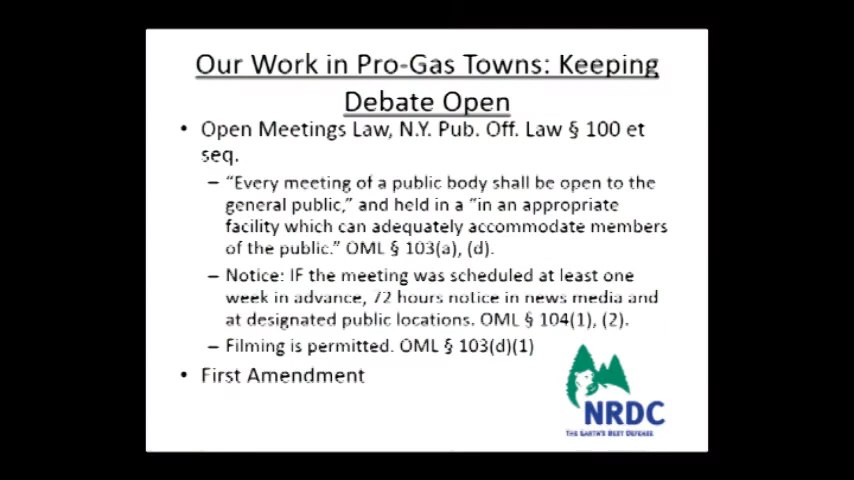 Our Work in Pro-Gas Towns: Keeping
Debate Open
• Open Meetings Law, N.Y. Pub. Off. Law § 100 et
seq.
– “Every meeting of a public body shall be open to the
general public,” and held in a “in an appropriate
facility which can adequately accommodate members
of the public.” OML § 103(a), (d).
– Notice: IF the meeting was scheduled at least one
week in advance, 72 hours notice in news media and
at designated public locations. OML § 104(1), (2).
– Filming is permitted. OML § 103(d)(1)
• First Amendment
NRDC
THE EARTH'S BEST DEFENSE